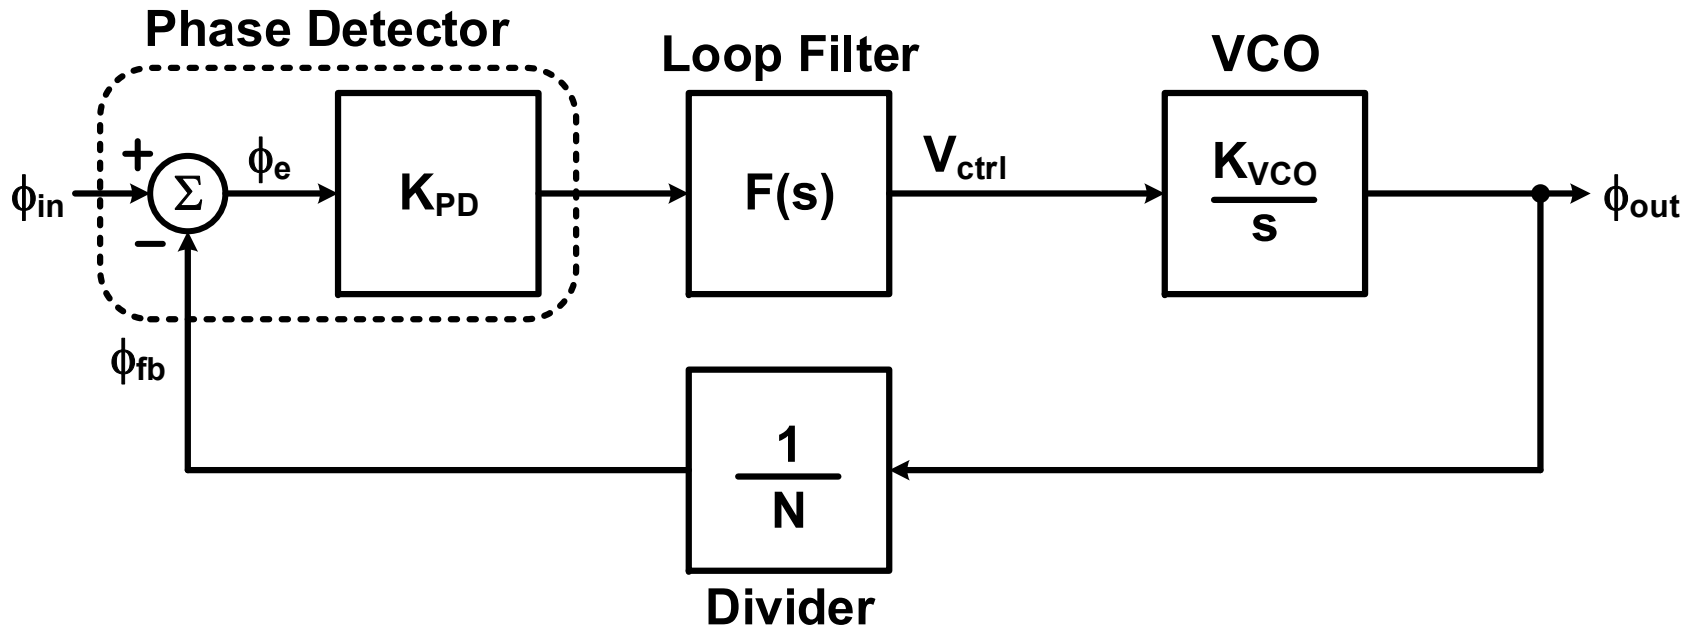 Phase Detector
Loop Filter
VCO
+
ϕe
Vctrl
KVCO
s
ϕin
Σ
KPD
F(s)
ϕout
−
ϕfb
1
N
Divider